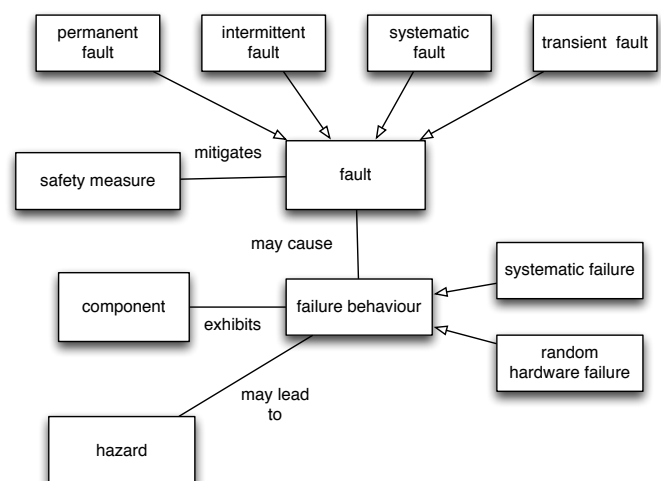 permanent
fault
intermittent
fault
systematic
fault
transient fault
mitigates
safety measure
fault
may cause
systematic failure
component
exhibits
failure behaviour
random
hardware failure
may lead
to
hazard